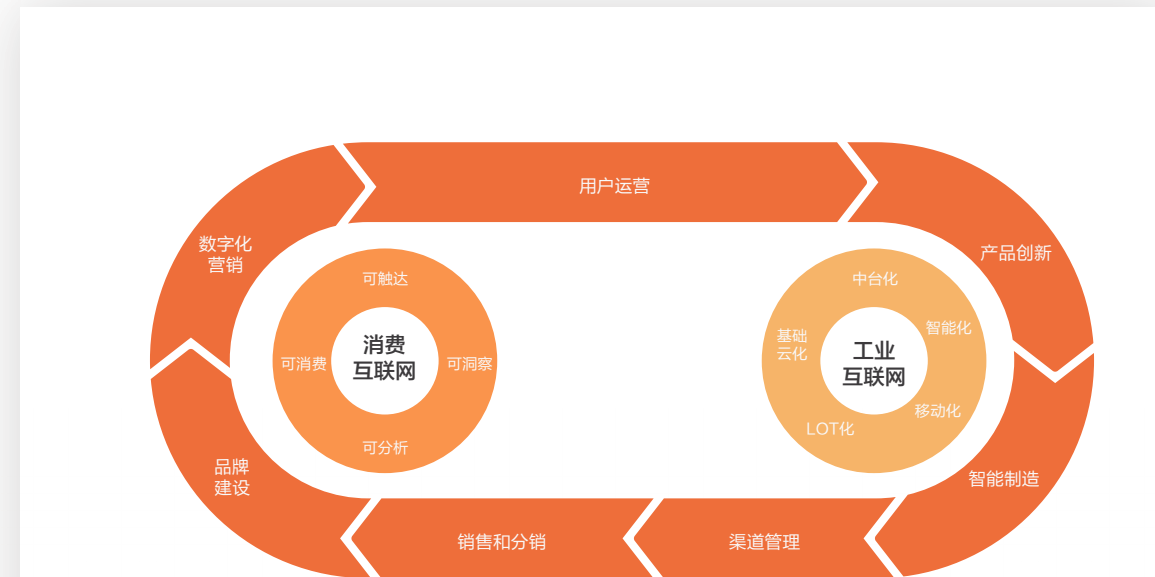 用户运营
数字化
营销
产品创新
可触达
中台化
消费
互联网
可消费
可洞察
可分析
基础
云化
智能化
工业
互联网
移动化
LOT化
品牌
建设
智能制造
销售和分销
渠道管理